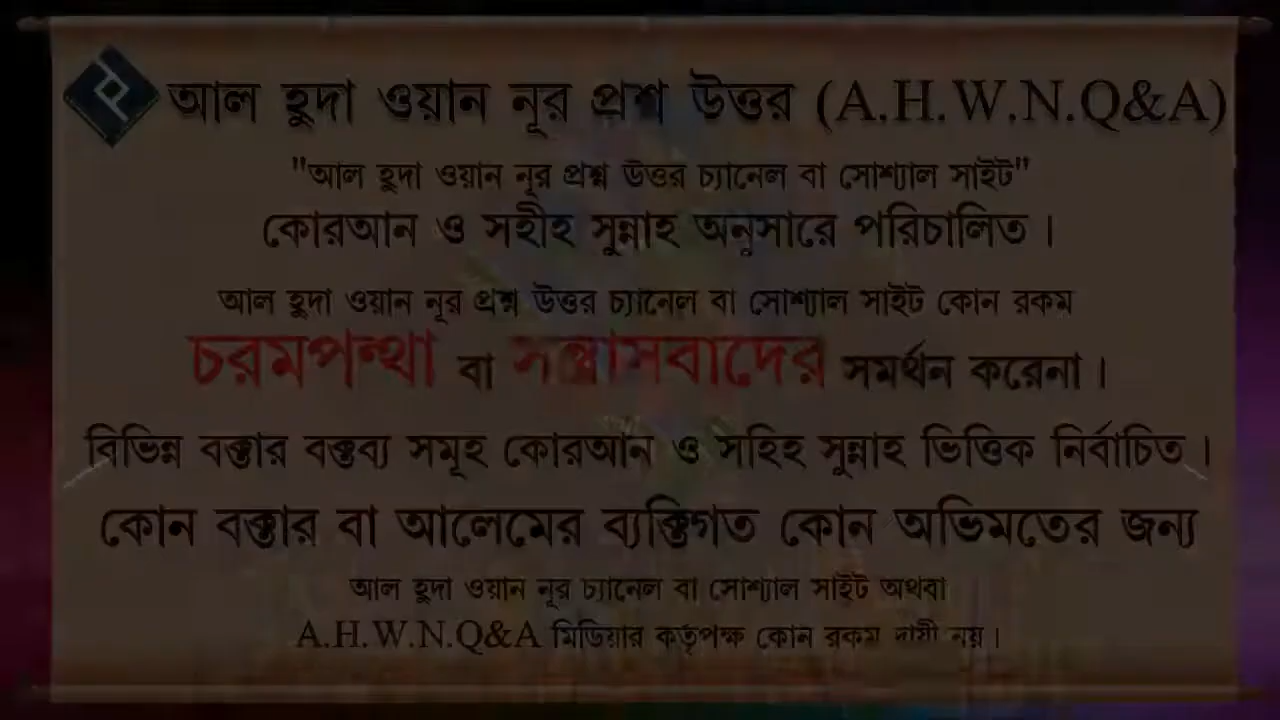 আল হুদা ওয়ান নূর প্রশ্ন উত্তর (A.H.W.N.Q&A)
"আল হুদা ওয়ান নূর প্রশ্ন উত্তর চ্যানেল বা সোশ্যাল সাইট"
কোরআন ও সহীহ সুন্নাহ অনুসারে পরিচালিত।
আল হুদা ওয়ান নূর প্রশ্ন উত্তর চ্যানেল বা সোশ্যাল সাইট কোন রকম
চরমপন্থা বা সন্ত্রাসবাদের সমর্থন করেনা।
বিভিন্ন বক্তার বক্তব্য সমূহ কোরআন ও সহিহ সুন্নাহ ভিত্তিক নির্বাচিত।
কোন বক্তার বা আলেমের ব্যক্তিগত কোন অভিমতের জন্য
আল হুদা ওয়ান নূর চ্যানেল বা সোশ্যাল সাইট অথবা
A.H.W.N.Q&A মিডিয়ার কর্তৃপক্ষ কোন রকম দায়ী নয়।